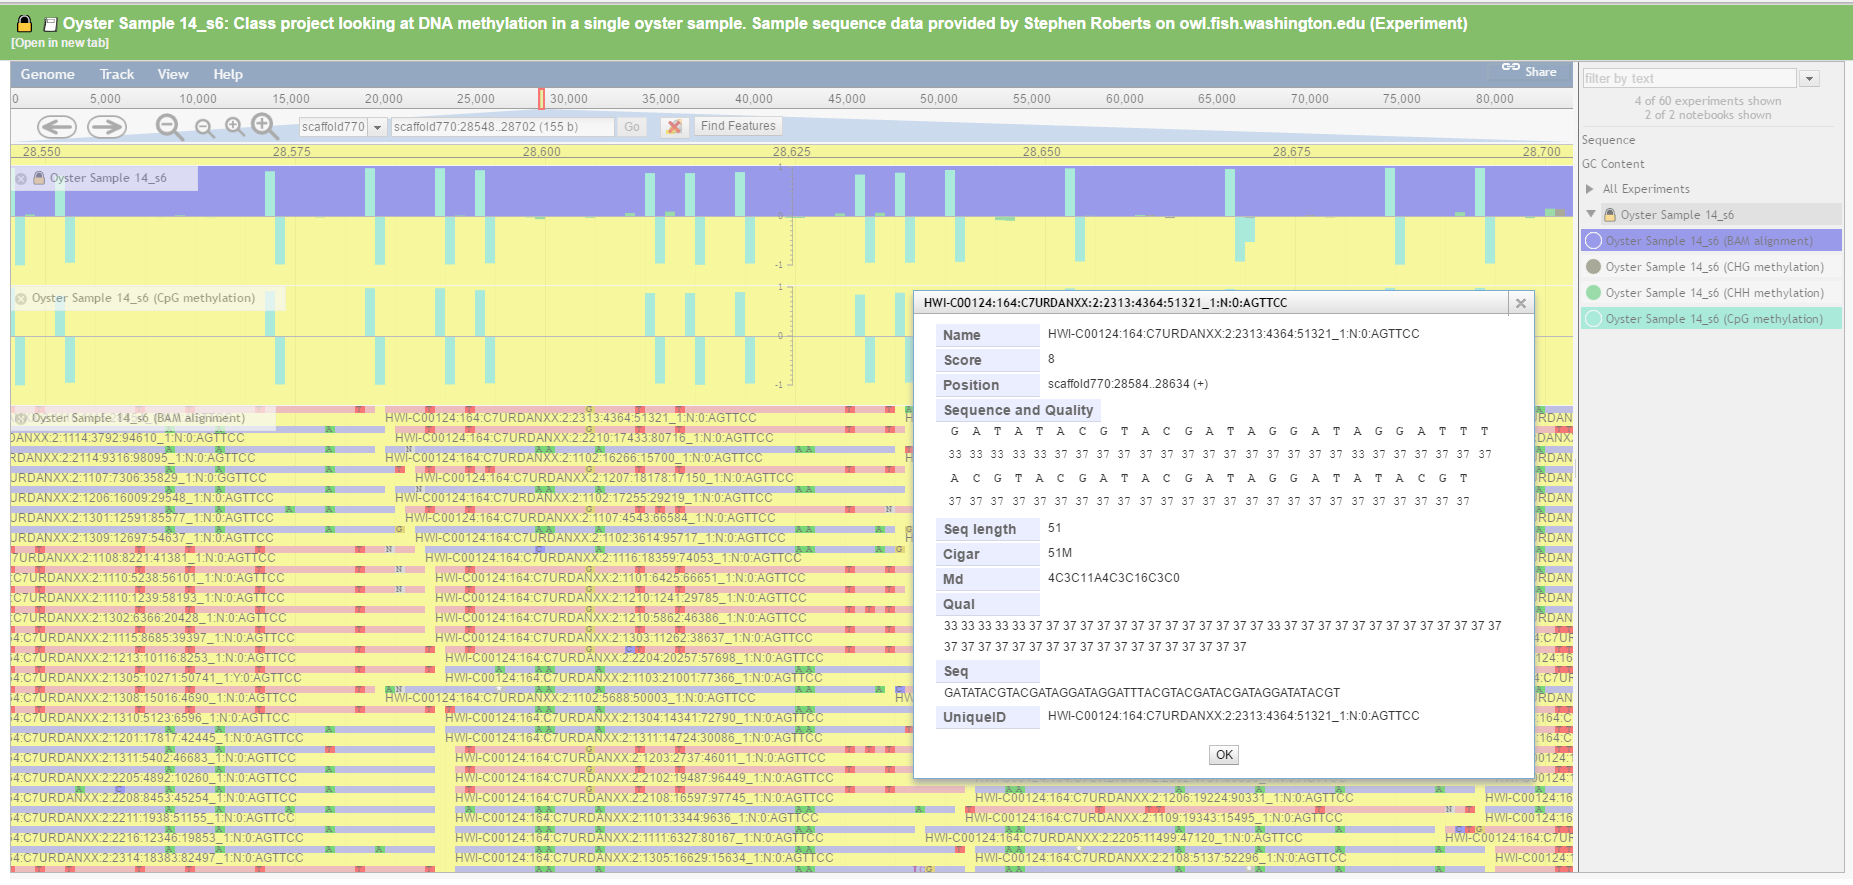 Oyster Sample 14_s6: Class project looking at DNA methylation in a single oyster sample. Sample sequence data provided by Stephen Roberts on owl.fish.washington.edu (Experiment)
[Open in new tab]
Genome Track View Help Share
0 5,000 10,000 15,000 20,000 25,000 30,000 35,000 40,000 45,000 50,000 55,000 60,000 65,000 70,000 75,000 80,000
scaffold770 scaffold770:28548..28702 (155 b) Go Find Features
28,550 28,575 28,600 28,625 28,650 28,675 28,700
Oyster Sample 14_s6
1
0
-1
Oyster Sample 14_s6 (CpG methylation)
1
0
-1
Oyster Sample 14_s6 (BAM alignment)
HWI-C00124:164:C7URDANXX:2:2313:4364:51321_1:N:0:AGTTCC
DANXX:2:1114:3792:94610_1:N:0:AGTTCC HWI-C00124:164:C7URDANXX:2:2210:17433:80716_1:N:0:AGTTCC
RDANXX:2:2114:9316:98095_1:N:0:HGTTCC HWI-C00124:164:C7URDANXX:2:1102:16266:15700_1:N:0:AGTTCC
URDANXX:2:1107:7306:35829_1:N:0:GGTTCC HWI-C00124:164:C7URDANXX:2:1207:18178:17150_1:N:0:AGTTCC
URDANXX:2:1206:16009:29548_1:N:0:AGTTCC HWI-C00124:164:C7URDANXX:2:1102:17255:29219_1:N:0:AGTTCC
URDANXX:2:1301:12591:85577_1:N:0:AGTTCC HWI-C00124:164:C7URDANXX:2:1107:4543:66584_1:N:0:AGTTCC
URDANXX:2:1309:12697:54637_1:N:0:AGTTCC HWI-C00124:164:C7URDANXX:2:1102:3614:95717_1:N:0:AGTTCC
7URDANXX:2:1108:8221:41381_1:N:0:AGTTCC HWI-C00124:164:C7URDANXX:2:1116:18359:74053_1:N:0:AGTTCC
C7URDANXX:2:1110:5238:56101_1:N:0:AGTTCC HWI-C00124:164:C7URDANXX:2:1101:6425:66651_1:N:0:AGTTCC
C7URDANXX:2:1110:1239:58193_1:N:0:AGTTCC HWI-C00124:164:C7URDANXX:2:1210:1241:29785_1:N:0:AGTTCC
C7URDANXX:2:1302:6366:20428_1:N:0:AGTTCC HWI-C00124:164:C7URDANXX:2:1210:5862:46386_1:N:0:AGTTCC
4:C7URDANXX:2:1115:8685:39397_1:N:0:AGTTCC HWI-C00124:164:C7URDANXX:2:1303:11262:38637_1:N:0:AGTTCC
4:C7URDANXX:2:1213:10116:8253_1:N:0:AGTTCC HWI-C00124:164:C7URDANXX:2:2204:20257:57698_1:N:0:AGTTCC
4:C7URDANXX:2:1305:10271:50741_1:Y:0:AGTTCC HWI-C00124:164:C7URDANXX:2:1103:21001:77366_1:N:0:AGTTCC
4:C7URDANXX:2:1308:15016:4690_1:N:0:AGTTCC HWI-C00124:164:C7URDANXX:2:1102:5688:50003_1:N:0:AGTTCC
4:C7URDANXX:2:1310:5123:6596_1:N:0:AGTTCC HWI-C00124:164:C7URDANXX:2:1304:14341:72790_1:N:0:AGTTCC
4:C7URDANXX:2:1201:17817:42445_1:N:0:AGTTCC HWI-C00124:164:C7URDANXX:2:1311:14724:30086_1:N:0:AGTTCC
4:C7URDANXX:2:1311:5402:46683_1:N:0:AGTTCC HWI-C00124:164:C7URDANXX:2:1203:2737:46011_1:N:0:AGTTCC
4:C7URDANXX:2:2205:4892:10260_1:N:0:AGTTCC HWI-C00124:164:C7URDANXX:2:2102:19487:96449_1:N:0:AGTTCC
4:C7URDANXX:2:2208:8453:45254_1:N:0:AGTTCC HWI-C00124:164:C7URDANXX:2:2108:16597:97745_1:N:0:AGTTCC HWI-C00124:164:C7URDANXX:2:1206:19224:90331_1:N:0:AGTTCC HWI-C00124:16
4:C7URDANXX:2:2211:1938:51155_1:N:0:AGTTCC HWI-C00124:164:C7URDANXX:2:1101:3344:9636_1:N:0:AGTTCC HWI-C00124:164:C7URDANXX:2:1109:19343:15495_1:N:0:AGTTCC
4:C7URDANXX:2:2216:12346:19853_1:N:0:AGTTCC HWI-C00124:164:C7URDANXX:2:1111:6327:80167_1:N:0:AGTTCC HWI-C00124:164:C7URDANXX:2:2205:11499:47120_1:N:0:AGTTCC HWI-C00124:164:C7U
4:C7URDANXX:2:2314:18383:82497_1:N:0:AGTTCC HWI-C00124:164:C7URDANXX:2:1305:16629:15634_1:N:0:AGTTCC HWI-C00124:164:C7URDANXX:2:2108:5137:52296_1:N:0:AGTTCC HWI-C00124:1
HWI-C00124:164:C7URDANXX:2:2313:4364:51321_1:N:0:AGTTCC
Name HWI-C00124:164:C7URDANXX:2:2313:4364:51321_1:N:0:AGTTCC
Score 8
Position scaffold770:28584..28634 (+)
Sequence and Quality
G A T A T A C G T A C G A T A G G A T A G G A T T T
33 33 33 33 33 37 37 37 37 37 37 37 37 37 37 37 37 37 37 33 37 37 37 37 37 37
A C G T A C G A T A C G A T A G G A T A T A C G T
37 37 37 37 37 37 37 37 37 37 37 37 37 37 37 37 37 37 37 37 37 37 37 37 37
Seq length 51
Cigar 51M
Md 4C3C11A4C3C16C3C0
Qual
33 33 33 33 33 37 37 37 37 37 37 37 37 37 37 37 37 37 37 33 37 37 37 37 37 37 37 37 37 37 37 37 37
37 37 37 37 37 37 37 37 37 37 37 37 37 37 37 37 37 37
Seq
GATATACGTACGATAGGATAGGATTTACGTACGATACGATAGGATATACGT
UniqueID HWI-C00124:164:C7URDANXX:2:2313:4364:51321_1:N:0:AGTTCC
OK
filter by text
4 of 60 experiments shown
2 of 2 notebooks shown
Sequence
GC Content
All Experiments
Oyster Sample 14_s6
Oyster Sample 14_s6 (BAM alignment)
Oyster Sample 14_s6 (CHG methylation)
Oyster Sample 14_s6 (CHH methylation)
Oyster Sample 14_s6 (CpG methylation)